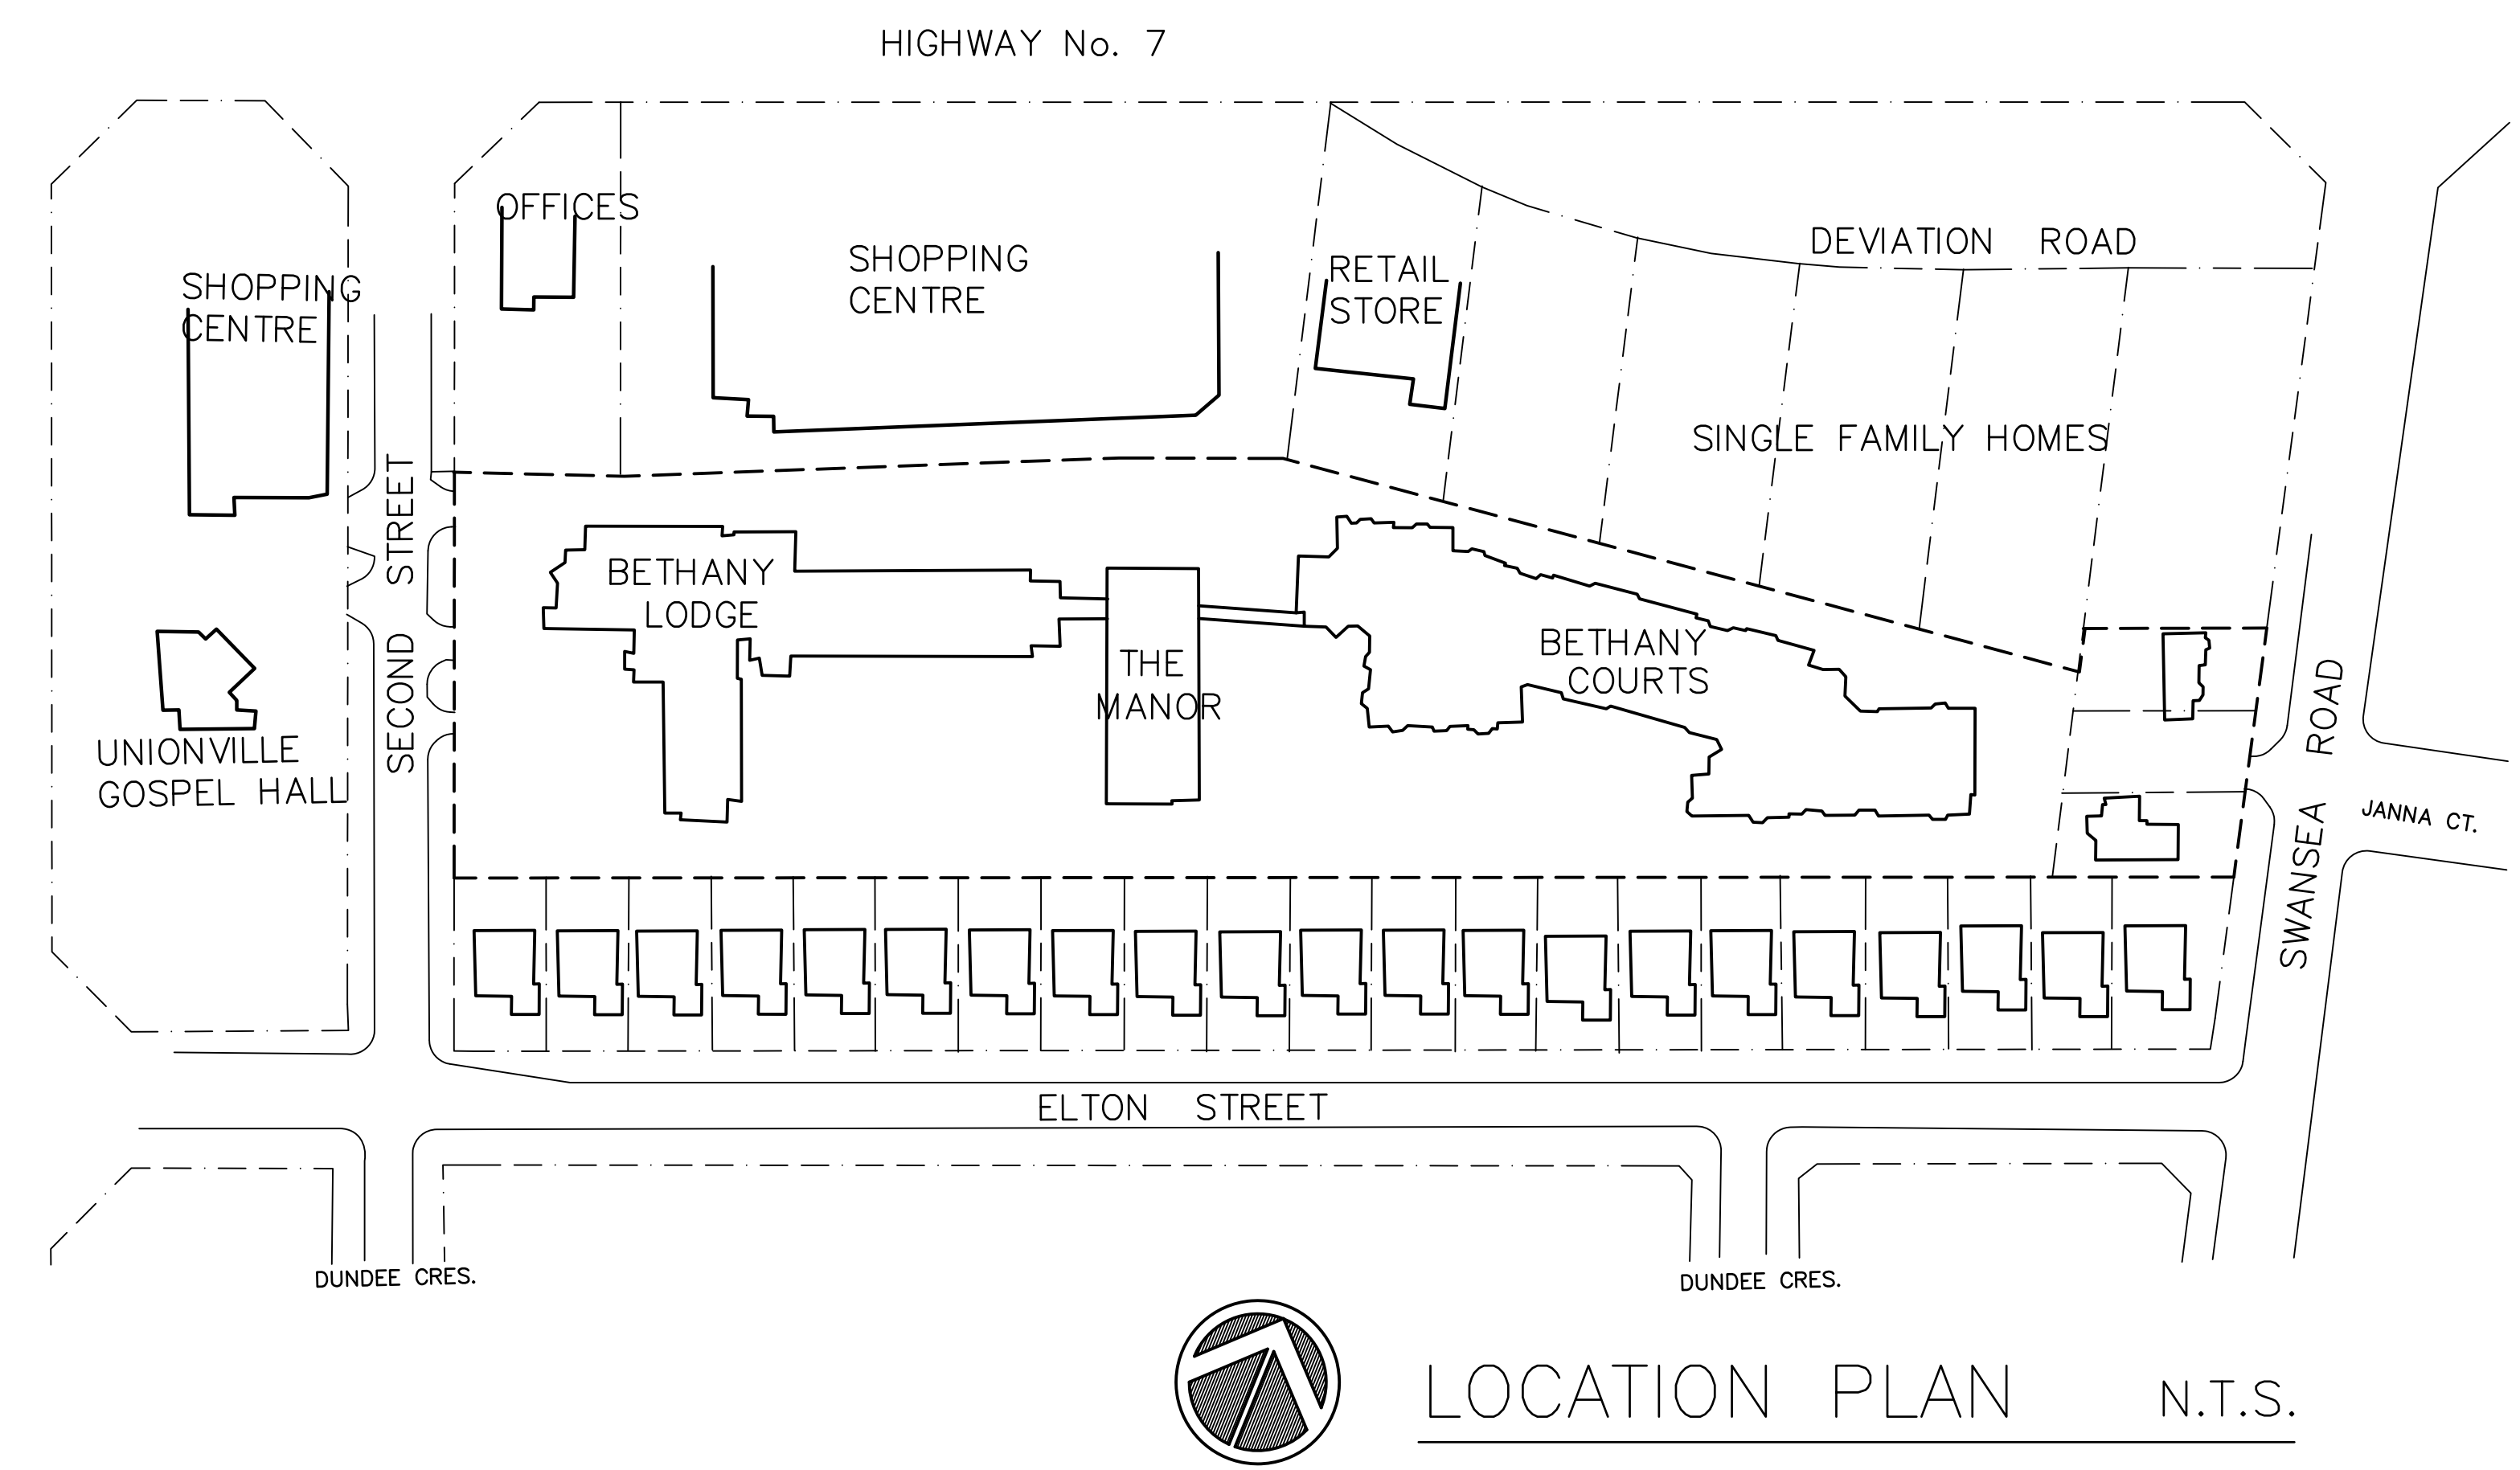 HIGHWAY No. 7
OFFICES
SHOPPING
CENTRE
SHOPPING
CENTRE
RETAIL
STORE
DEVIATION ROAD
SINGLE FAMILY HOMES
SECOND STREET
BETHANY
LODGE
THE
MANOR
BETHANY
COURTS
UNIONVILLE
GOSPEL HALL
SWANSEA ROAD
JANNA CT.
ELTON STREET
DUNDEE CRES.
DUNDEE CRES.
LOCATION PLAN N.T.S.